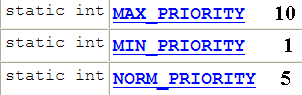 static int MAX_PRIORITY 10
static int MIN_PRIORITY 1
static int NORM_PRIORITY 5